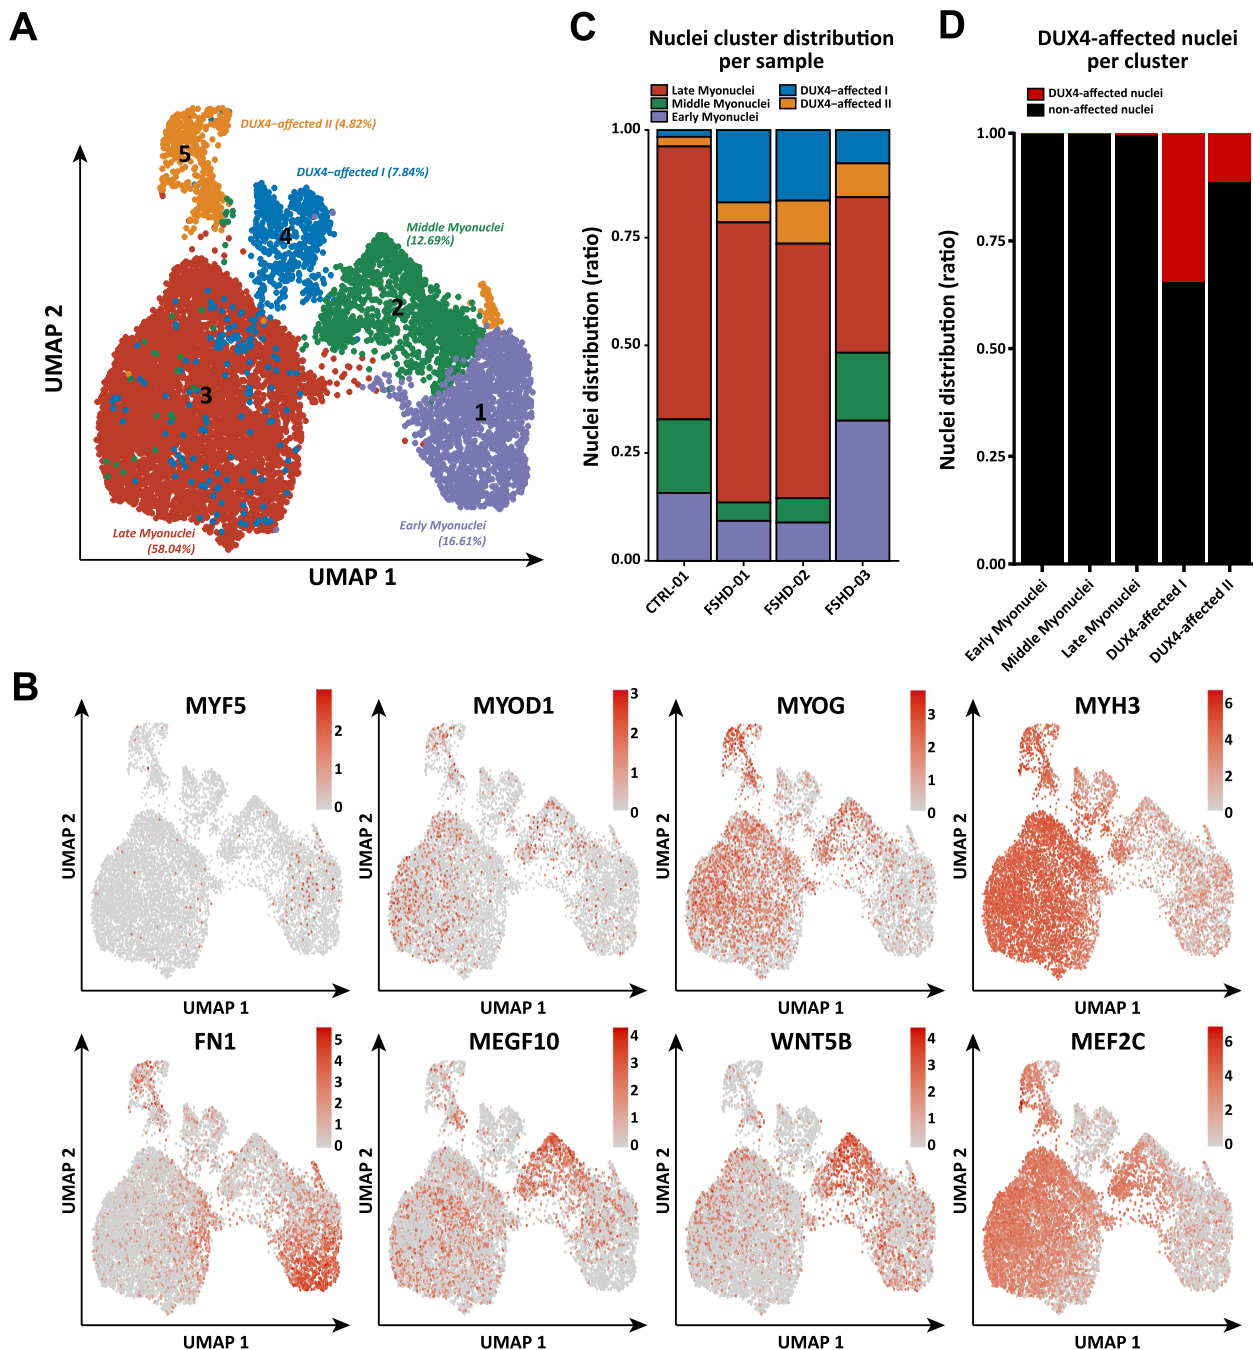 A
DUX4–affected II (4.82%)
5
DUX4–affected I (7.84%)
4
Middle Myonuclei
(12.69%)
2
3
1
Early Myonuclei
(16.61%)
Late Myonuclei
(58.04%)
UMAP 2
UMAP 1
C
Nuclei cluster distribution
per sample
Late Myonuclei
Middle Myonuclei
Early Myonuclei
DUX4–affected I
DUX4–affected II
Nuclei distribution (ratio)
1.00
0.75
0.50
0.25
0.00
CTRL-01
FSHD-01
FSHD-02
FSHD-03
D
DUX4-affected nuclei
per cluster
DUX4-affected nuclei
non-affected nuclei
Nuclei distribution (ratio)
1.00
0.75
0.50
0.25
0.00
Early Myonuclei
Middle Myonuclei
Late Myonuclei
DUX4-affected I
DUX4-affected II
B
MYF5
2
1
0
UMAP 2
UMAP 1
MYOD1
3
2
1
0
UMAP 2
UMAP 1
MYOG
3
2
1
0
UMAP 2
UMAP 1
MYH3
6
4
2
0
UMAP 2
UMAP 1
FN1
5
4
3
2
1
0
UMAP 2
UMAP 1
MEGF10
4
3
2
1
0
UMAP 2
UMAP 1
WNT5B
4
3
2
1
0
UMAP 2
UMAP 1
MEF2C
6
4
2
0
UMAP 2
UMAP 1